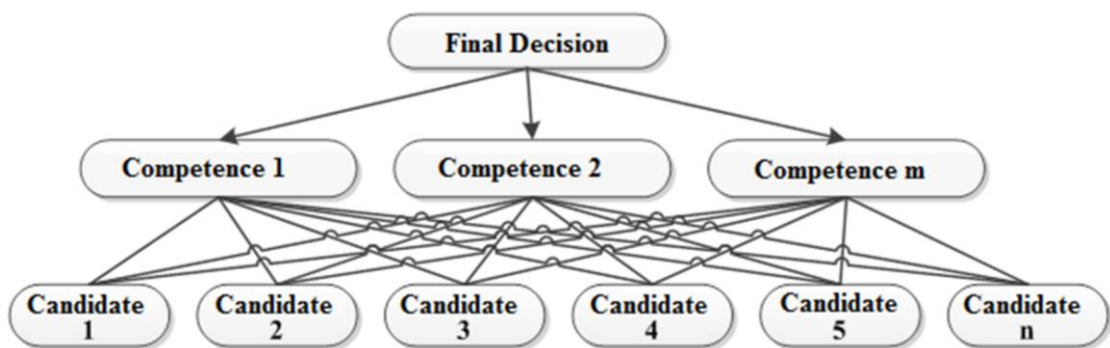 Final Decision
Competence 1
Competence 2
Competence m
Candidate
1
Candidate
2
Candidate
3
Candidate
4
Candidate
5
Candidate
n